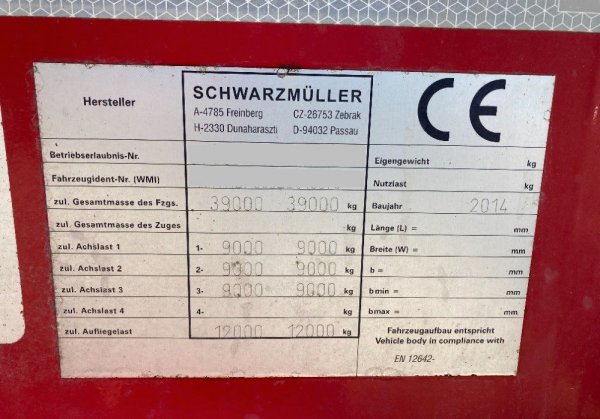 Hersteller
SCHWARZMÜLLER
A-4785 Freinberg CZ-26753 Zebrak
H-2330 Dunaharaszti D-94032 Passau
CE
Betriebserlaubnis-Nr.
Fahrzeugident-Nr. (WMI)
zul. Gesamtmasse des Fzgs. 39000 39000 kg
zul. Gesamtmasse des Zuges kg
zul. Achslast 1 1- 9000 9000 kg
zul. Achslast 2 2- 9000 9000 kg
zul. Achslast 3 3- 9000 9000 kg
zul. Achslast 4 4- kg
zul. Aufliegelast 12000 12000 kg
Eigengewicht kg
Nutzlast kg
Baujahr 2014
Länge (L) = mm
Breite (W) = mm
b = mm
bmin = mm
bmax = mm
Fahrzeugaufbau entspricht
Vehicle body in compliance with
EN 12642-